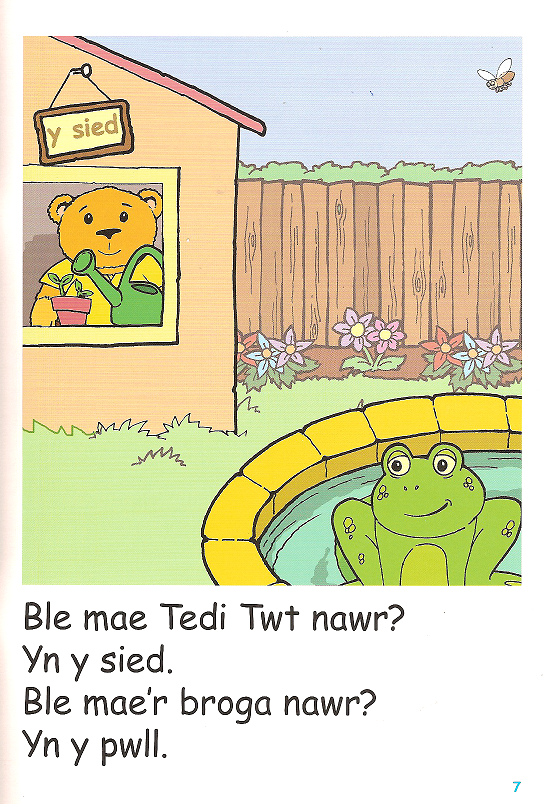 y sied
Ble mae Tedi Twt nawr?
Yn y sied.
Ble mae'r broga nawr?
Yn y pwll.
7